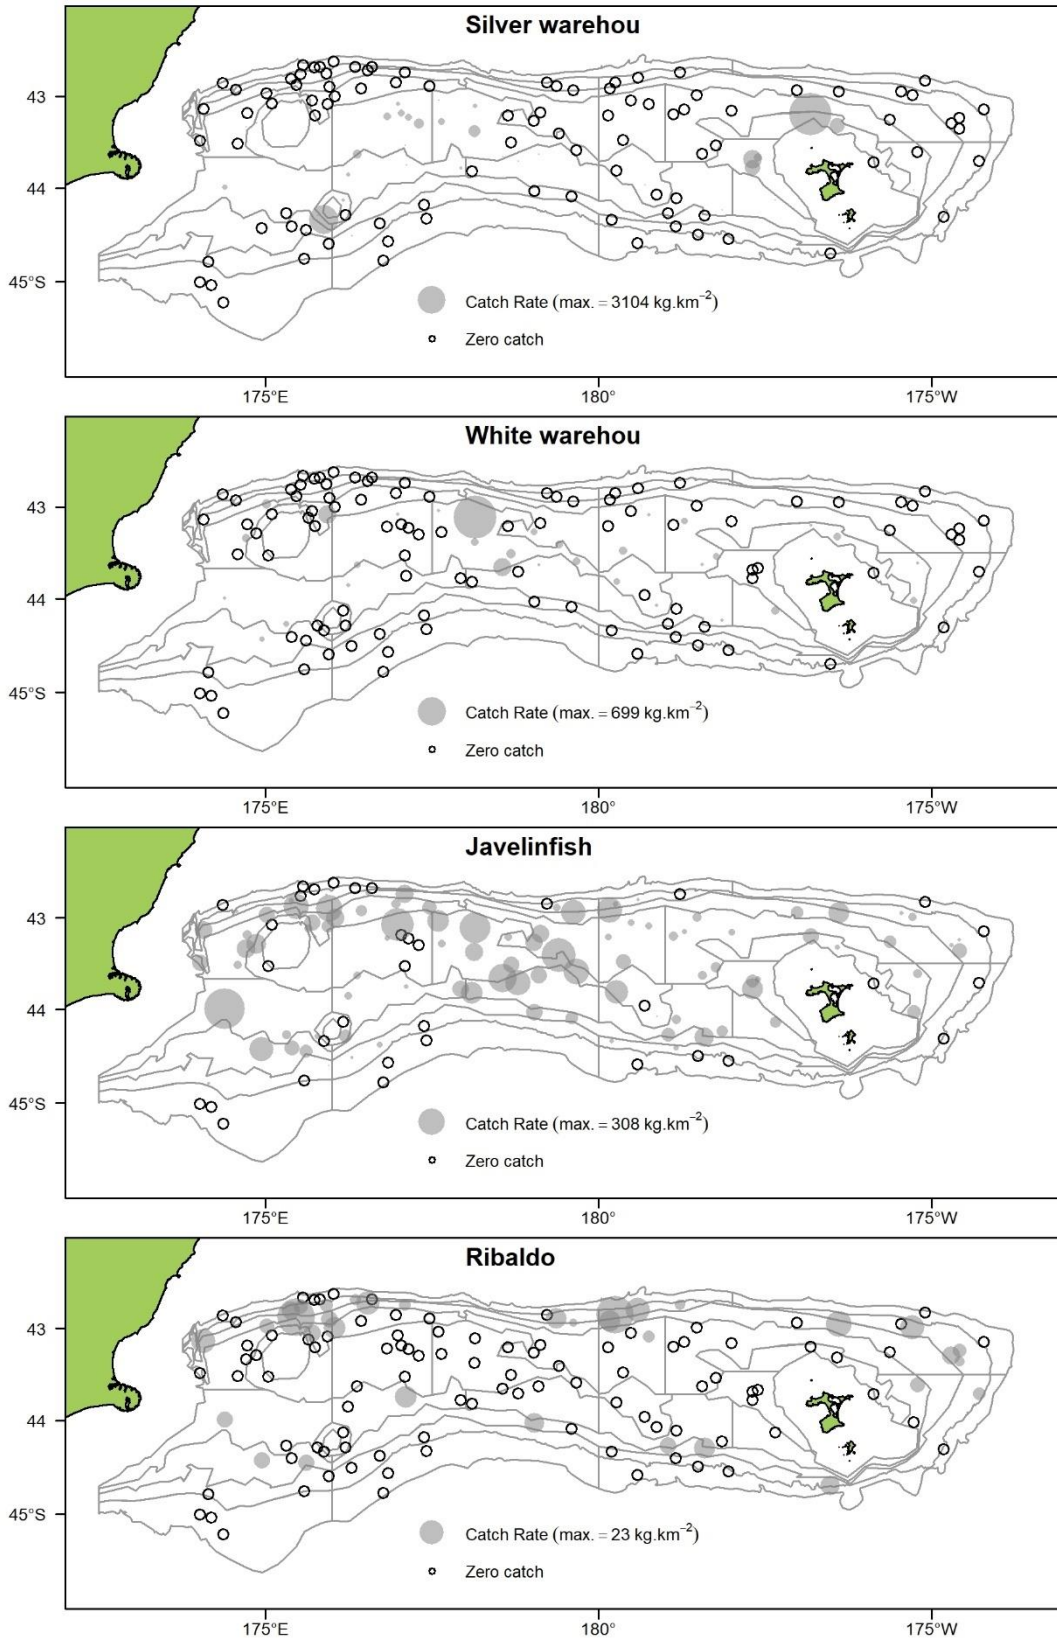 Silver warehou
43
44
45°S
Catch Rate (max. = 3104 kg.km⁻²)
Zero catch
175°E 180° 175°W
White warehou
43
44
45°S
Catch Rate (max. = 699 kg.km⁻²)
Zero catch
175°E 180° 175°W
Javelinfish
43
44
45°S
Catch Rate (max. = 308 kg.km⁻²)
Zero catch
175°E 180° 175°W
Ribaldo
43
44
45°S
Catch Rate (max. = 23 kg.km⁻²)
Zero catch
175°E 180° 175°W